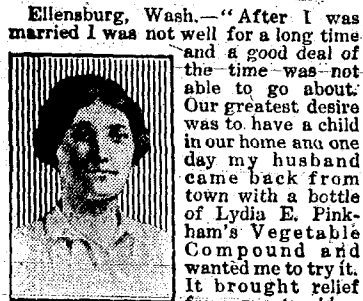 Ellensburg, Wash.—"After I was
married I was not well for a long time
and a good deal of
the time was not
able to go about.
Our greatest desire
was to have a child
in our home and one
day my husband
came back from
town with a bottle
of Lydia E. Pink-
ham's Vegetable
Compound and
wanted me to try it.
It brought relief